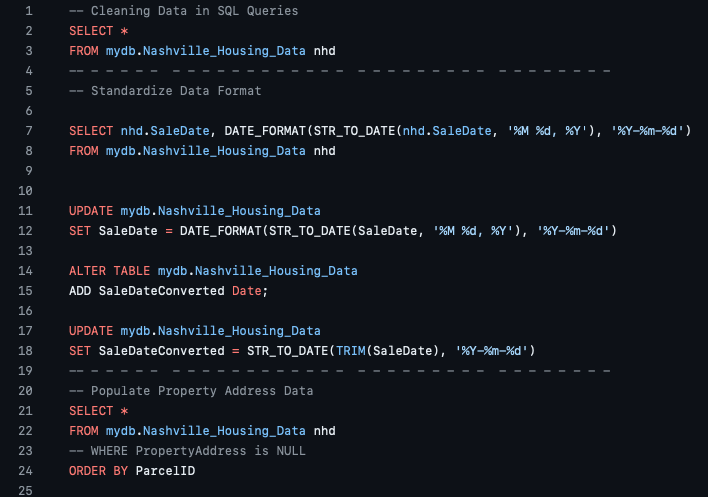 1 -- Cleaning Data in SQL Queries
2 SELECT *
3 FROM mydb.Nashville_Housing_Data nhd
4 -- - - - - -  - - - - - - - - - - - -  - - - - - - - - -  - - - - - - - -
5 -- Standardize Data Format
6
7 SELECT nhd.SaleDate, DATE_FORMAT(STR_TO_DATE(nhd.SaleDate, '%M %d, %Y'), '%Y-%m-%d')
8 FROM mydb.Nashville_Housing_Data nhd
9
10
11 UPDATE mydb.Nashville_Housing_Data
12 SET SaleDate = DATE_FORMAT(STR_TO_DATE(SaleDate, '%M %d, %Y'), '%Y-%m-%d')
13
14 ALTER TABLE mydb.Nashville_Housing_Data
15 ADD SaleDateConverted Date;
16
17 UPDATE mydb.Nashville_Housing_Data
18 SET SaleDateConverted = STR_TO_DATE(TRIM(SaleDate), '%Y-%m-%d')
19 -- - - - - -  - - - - - - - - - - - -  - - - - - - - - -  - - - - - - - -
20 -- Populate Property Address Data
21 SELECT *
22 FROM mydb.Nashville_Housing_Data nhd
23 -- WHERE PropertyAddress is NULL
24 ORDER BY ParcelID
25